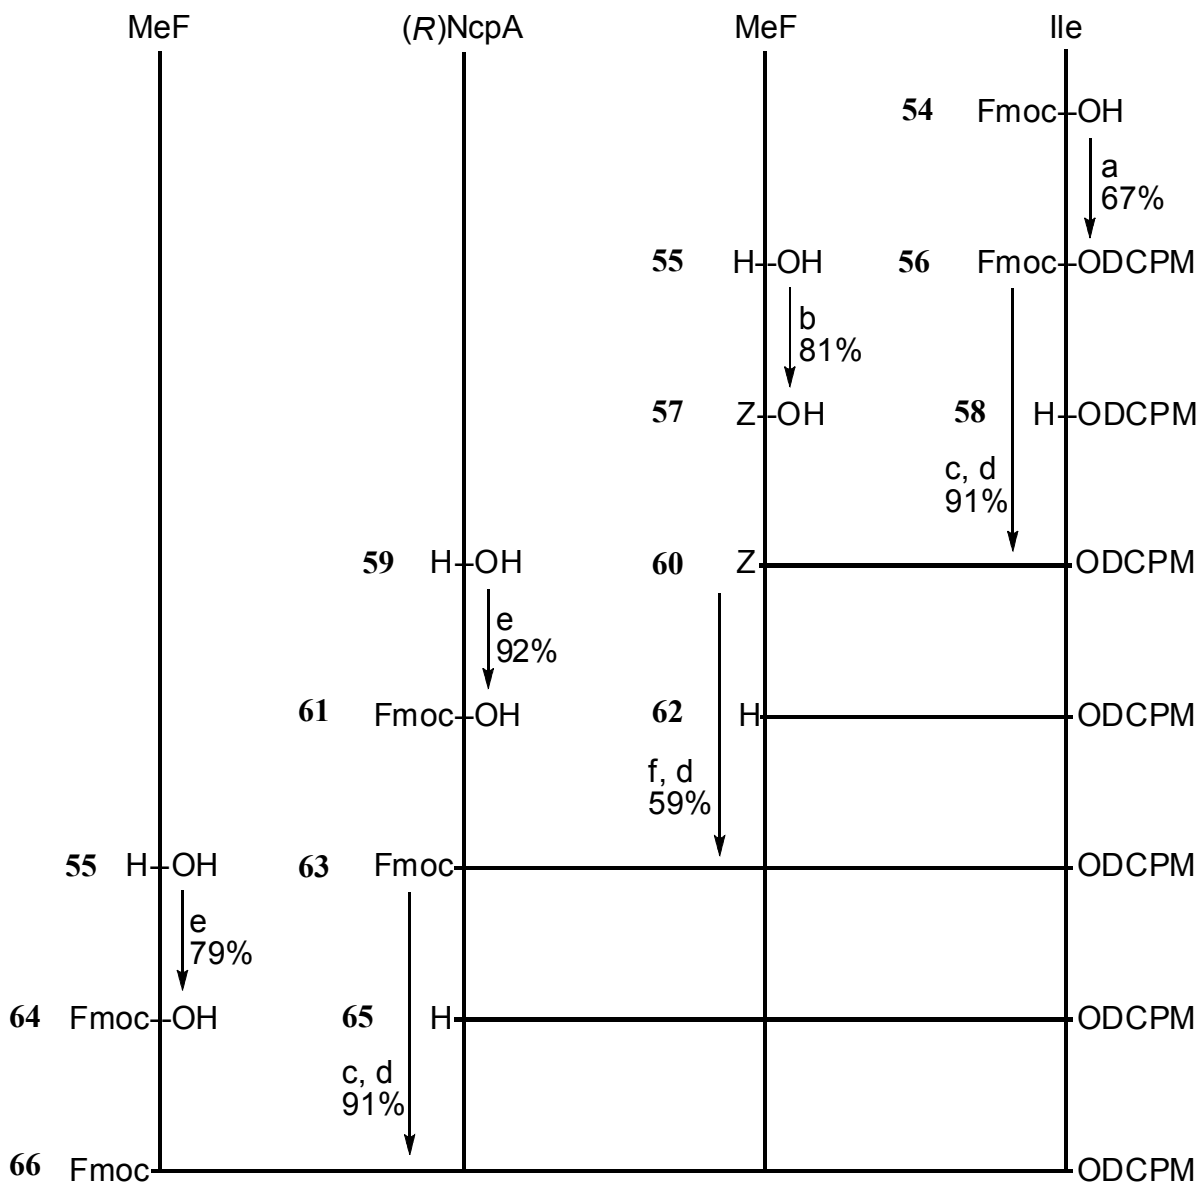 MeF (R)NcpA MeF Ile
54 Fmoc OH
a
67%
55 H OH 56 Fmoc ODCPM
b
81%
57 Z OH 58 H ODCPM
c, d
91%
59 H OH 60 Z ODCPM
e
92%
61 Fmoc OH 62 H ODCPM
f, d
59%
55 H OH 63 Fmoc ODCPM
e
79%
64 Fmoc OH 65 H ODCPM
c, d
91%
66 Fmoc ODCPM